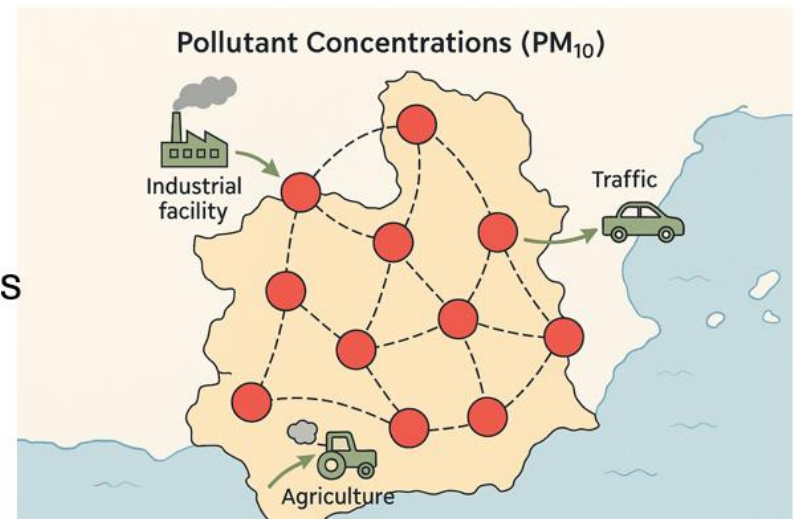 Pollutant Concentrations (PM₁₀)
Industrial
facility
Traffic
s
Agriculture